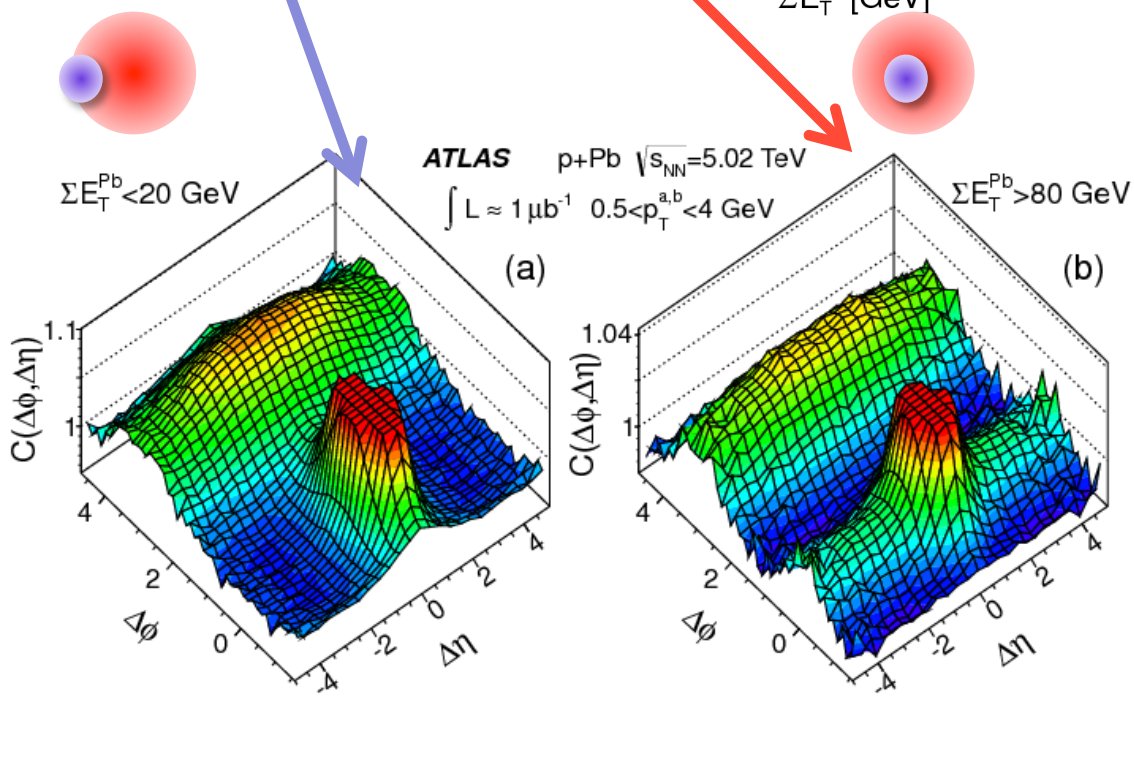 ΣE_T [GeV]
ATLAS p+Pb √s_NN=5.02 TeV
∫ L ≈ 1 μb⁻¹ 0.5<p_T^{a,b}<4 GeV
ΣE_T^{Pb}<20 GeV
(a)
1.1
1
C(Δϕ,Δη)
4
2
0
Δϕ
-4
-2
0
2
4
Δη
ΣE_T^{Pb}>80 GeV
(b)
1.04
1
C(Δϕ,Δη)
4
2
0
Δϕ
-4
-2
0
2
4
Δη